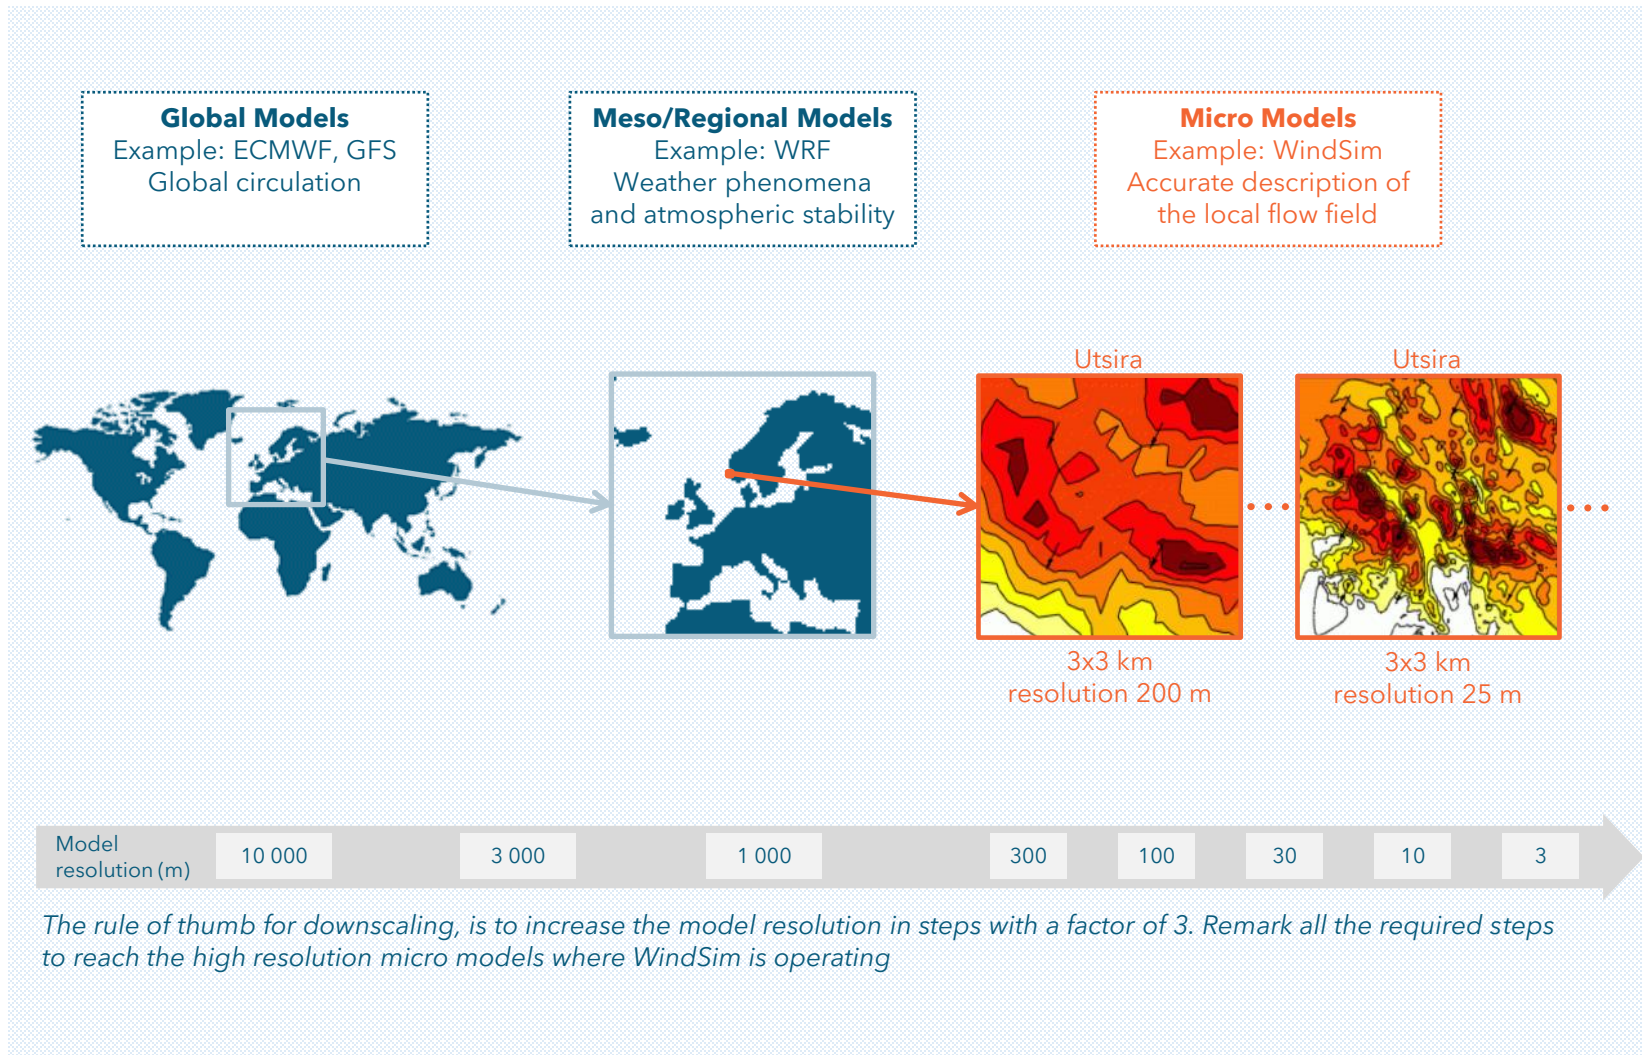 Global Models
Example: ECMWF, GFS
Global circulation
Meso/Regional Models
Example: WRF
Weather phenomena
and atmospheric stability
Micro Models
Example: WindSim
Accurate description of
the local flow field
Utsira
Utsira
3x3 km
resolution 200 m
3x3 km
resolution 25 m
Model
resolution (m)
10 000
3 000
1 000
300
100
30
10
3
The rule of thumb for downscaling, is to increase the model resolution in steps with a factor of 3. Remark all the required steps
to reach the high resolution micro models where WindSim is operating